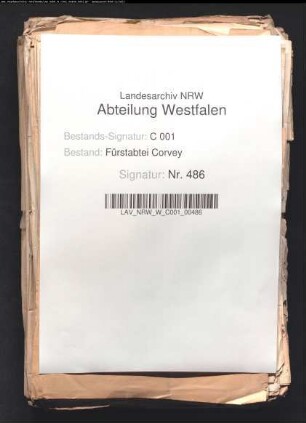 Landesarchiv NRW
Abteilung Westfalen
Bestands-Signatur: C 001
Bestand: Fürstabtei Corvey
Signatur: Nr. 486
LAV_NRW_W_C001_00486